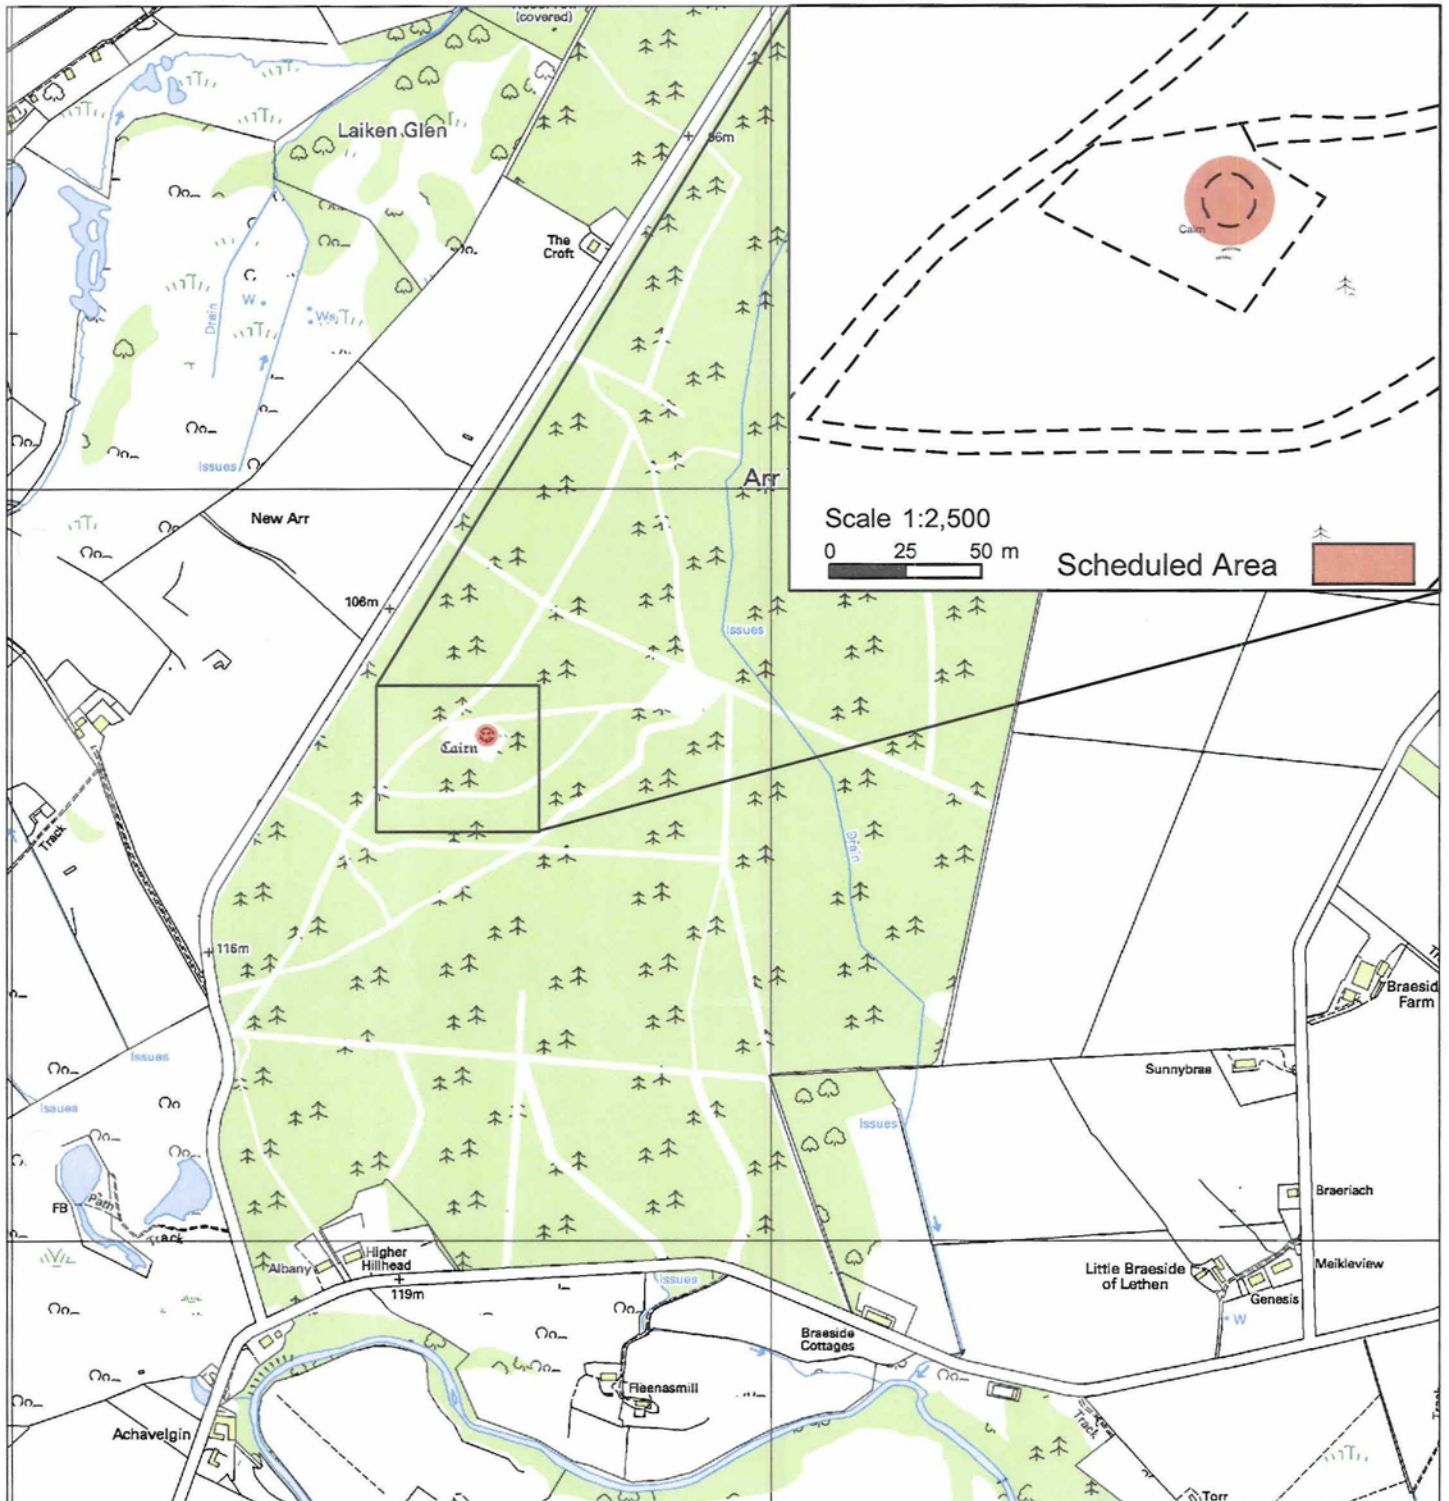 (covered)
Laiken Glen
96m
The
Croft
Drain
W
Ws
Issues
New Arr
106m
Arr
Cairn
Scale 1:2,500
0 25 50 m
Scheduled Area
Issues
Cairn
Track
Drain
116m
Braesid
Farm
Issues
Issues
Sunnybrae
Issues
Path
FB
Track
Braeriach
Albany
Higher
Hillhead
119m
Issues
Little Braeside
of Lethen
Meikleview
Genesis
W
Braeside
Cottages
Fleenasmill
Achavelgin
Track
Track
Torr